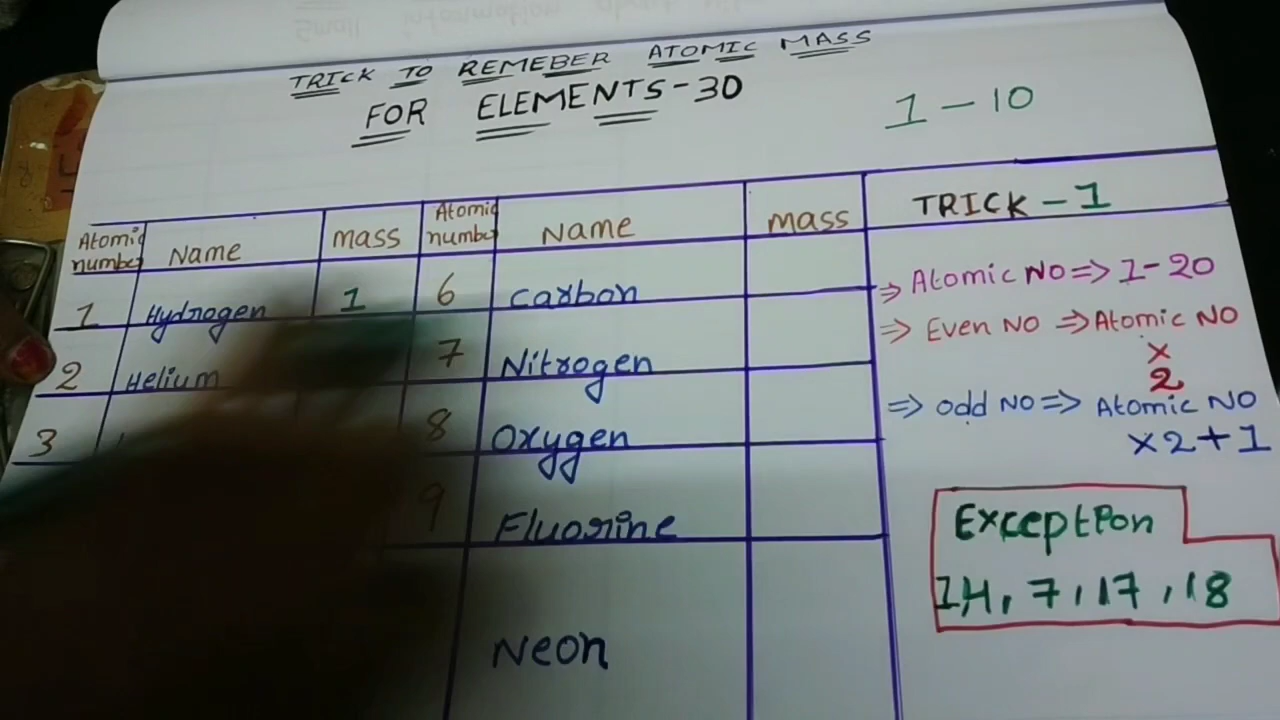 TRICK TO REMEBER ATOMIC MASS
FOR ELEMENTS-30
1-10
Atomic number Name mass Atomic number Name mass
1 Hydrogen 1 6 carbon
2 Helium 7 Nitrogen
3 8 Oxygen
9 Fluorine
Neon
TRICK-1
⇒ Atomic NO ⇒ 1-20
⇒ Even NO ⇒ Atomic NO
×
2
⇒ odd NO ⇒ Atomic NO
×2+1
Exception
1H, 7, 17, 18